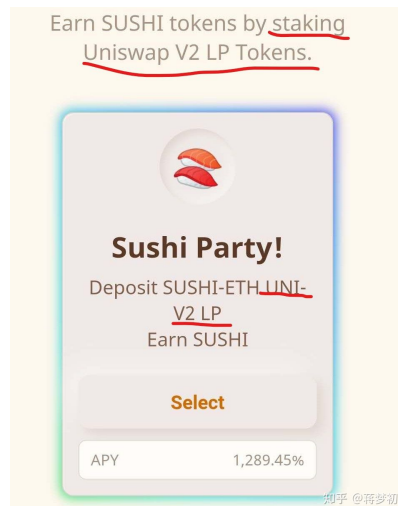 Earn SUSHI tokens by staking
Uniswap V2 LP Tokens.
Sushi Party!
Deposit SUSHI-ETH UNI-
V2 LP
Earn SUSHI
Select
APY 1,289.45%
知乎 @蒋梦初